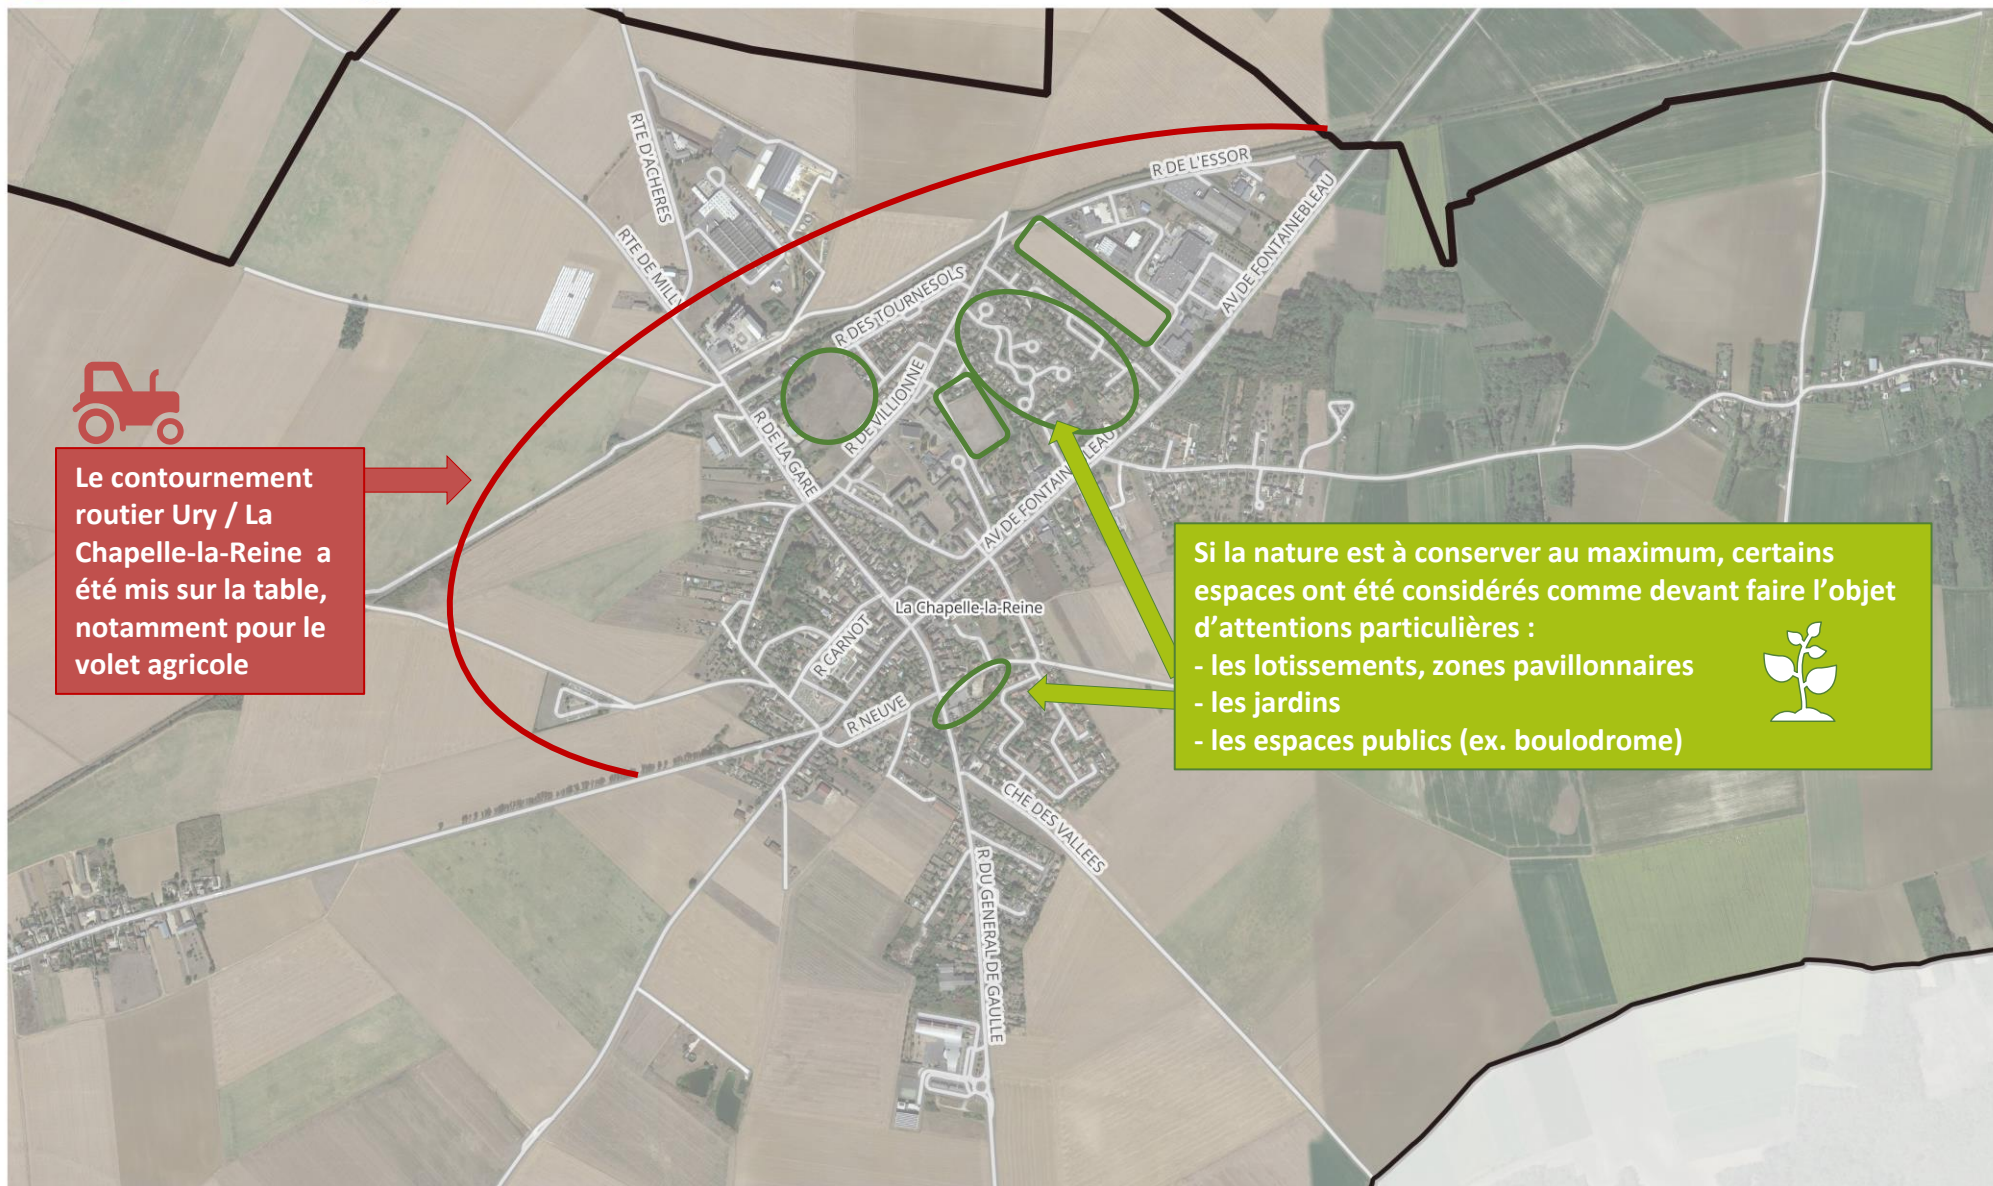 R DE L'ESSOR
RTE D'ACHERES
AV DE FONTAINEBLEAU
RTE DE MILLY
R DES TOURNESOLS
R DE VILLIONNE
R DE LA GARE
Le contournement
routier Ury / La
Chapelle-la-Reine a
été mis sur la table,
notamment pour le
volet agricole
AV DE FONTAINEBLEAU
Si la nature est à conserver au maximum, certains
espaces ont été considérés comme devant faire l’objet
d’attentions particulières :
- les lotissements, zones pavillonnaires
- les jardins
- les espaces publics (ex. boulodrome)
La Chapelle-la-Reine
R CARNOT
R NEUVE
CHE DES VALLEES
R DU GENERAL DE GAULLE